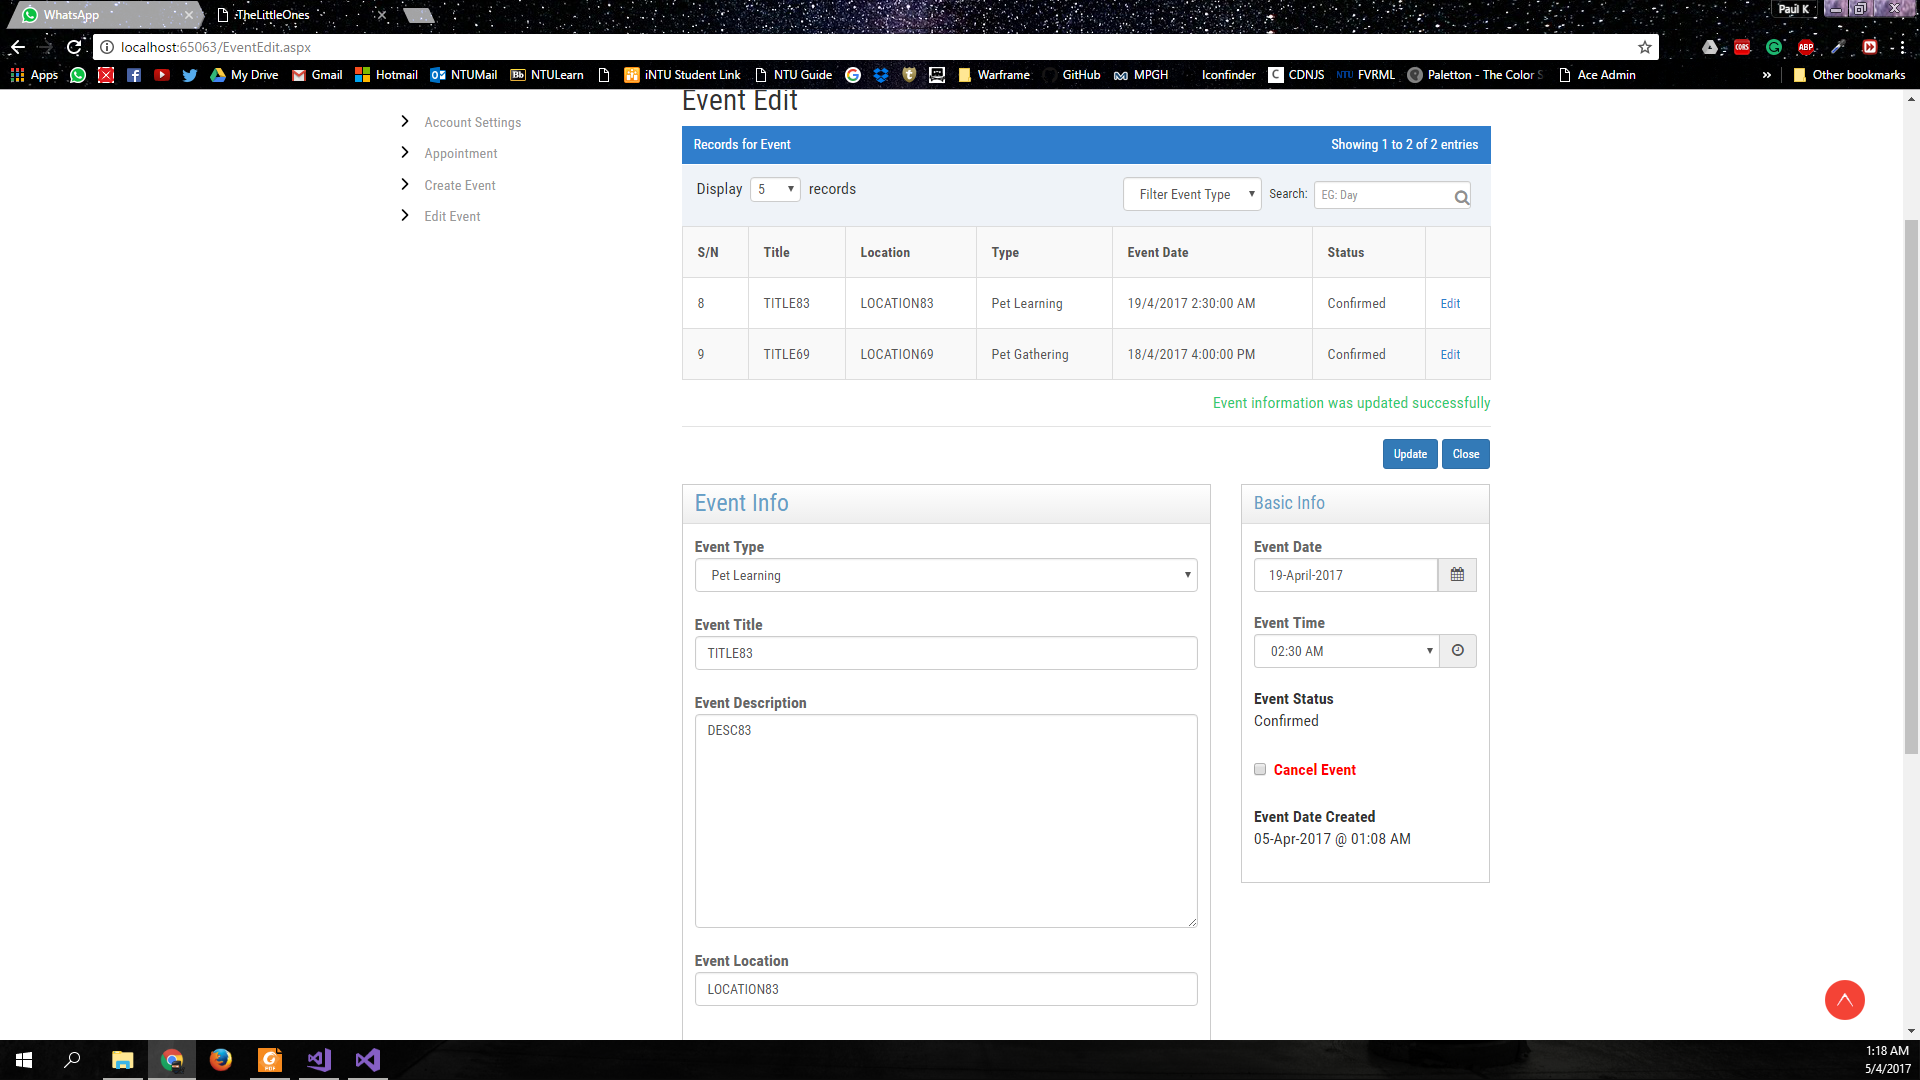 WhatsApp
TheLittleOnes
Paul K
localhost:65063/EventEdit.aspx
Apps
My Drive
Gmail
Hotmail
NTUMail
Bb NTULearn
iNTU Student Link
NTU Guide
Warframe
GitHub
MPGH
Iconfinder
C CDNJS
NTU FVRML
Paletton - The Color S
Ace Admin
» Other bookmarks
Event Edit
Account Settings
Appointment
Create Event
Edit Event
Records for Event Showing 1 to 2 of 2 entries
Display 5 records Filter Event Type Search: EG: Day
S/N Title Location Type Event Date Status
8 TITLE83 LOCATION83 Pet Learning 19/4/2017 2:30:00 AM Confirmed Edit
9 TITLE69 LOCATION69 Pet Gathering 18/4/2017 4:00:00 PM Confirmed Edit
Event information was updated successfully
Update Close
Event Info
Event Type
Pet Learning
Event Title
TITLE83
Event Description
DESC83
Event Location
LOCATION83
Basic Info
Event Date
19-April-2017
Event Time
02:30 AM
Event Status
Confirmed
Cancel Event
Event Date Created
05-Apr-2017 @ 01:08 AM
1:18 AM
5/4/2017